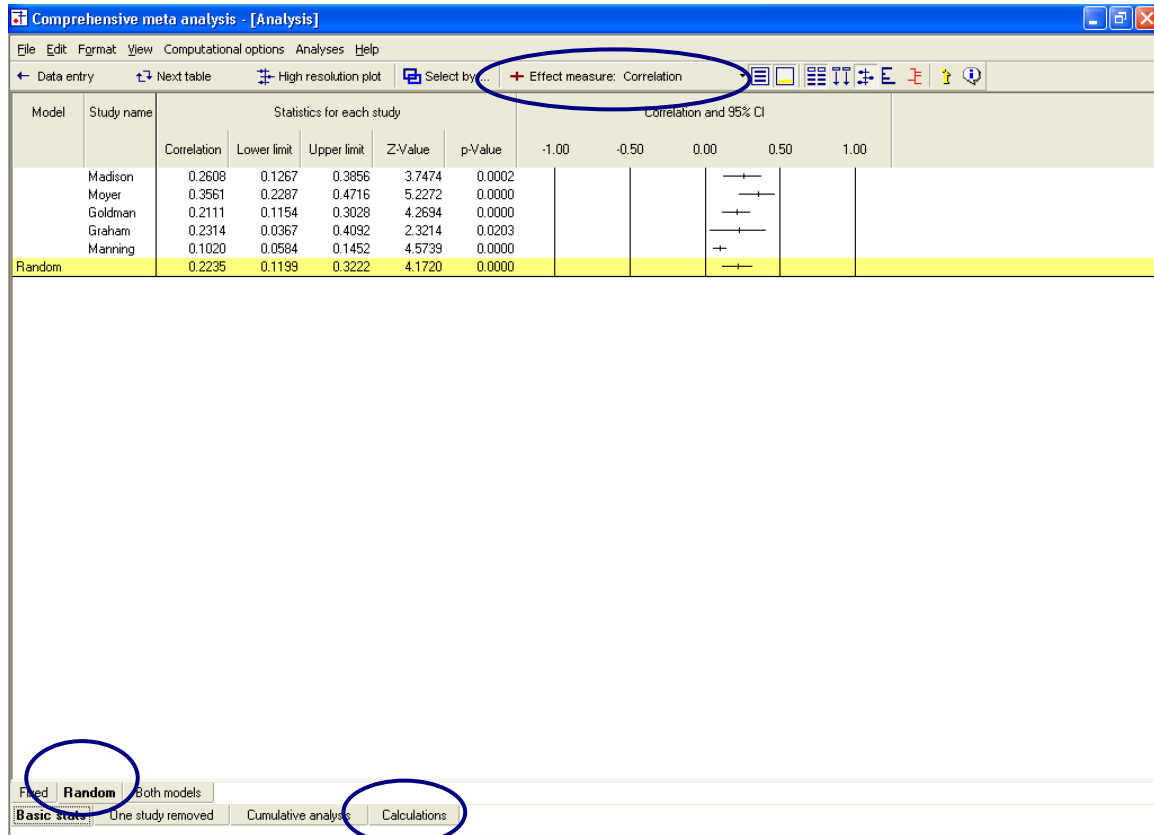 Comprehensive meta analysis - [Analysis]
File Edit Format View Computational options Analyses Help
← Data entry Next table High resolution plot Select by ... + Effect measure: Correlation
Model Study name Statistics for each study Correlation and 95% CI
Correlation Lower limit Upper limit Z-Value p-Value -1.00 -0.50 0.00 0.50 1.00
Madison 0.2608 0.1267 0.3856 3.7474 0.0002
Moyer 0.3561 0.2287 0.4716 5.2272 0.0000
Goldman 0.2111 0.1154 0.3028 4.2694 0.0000
Graham 0.2314 0.0367 0.4092 2.3214 0.0203
Manning 0.1020 0.0584 0.1452 4.5739 0.0000
Random 0.2235 0.1199 0.3222 4.1720 0.0000
Fixed Random Both models
Basic stats One study removed Cumulative analysis Calculations